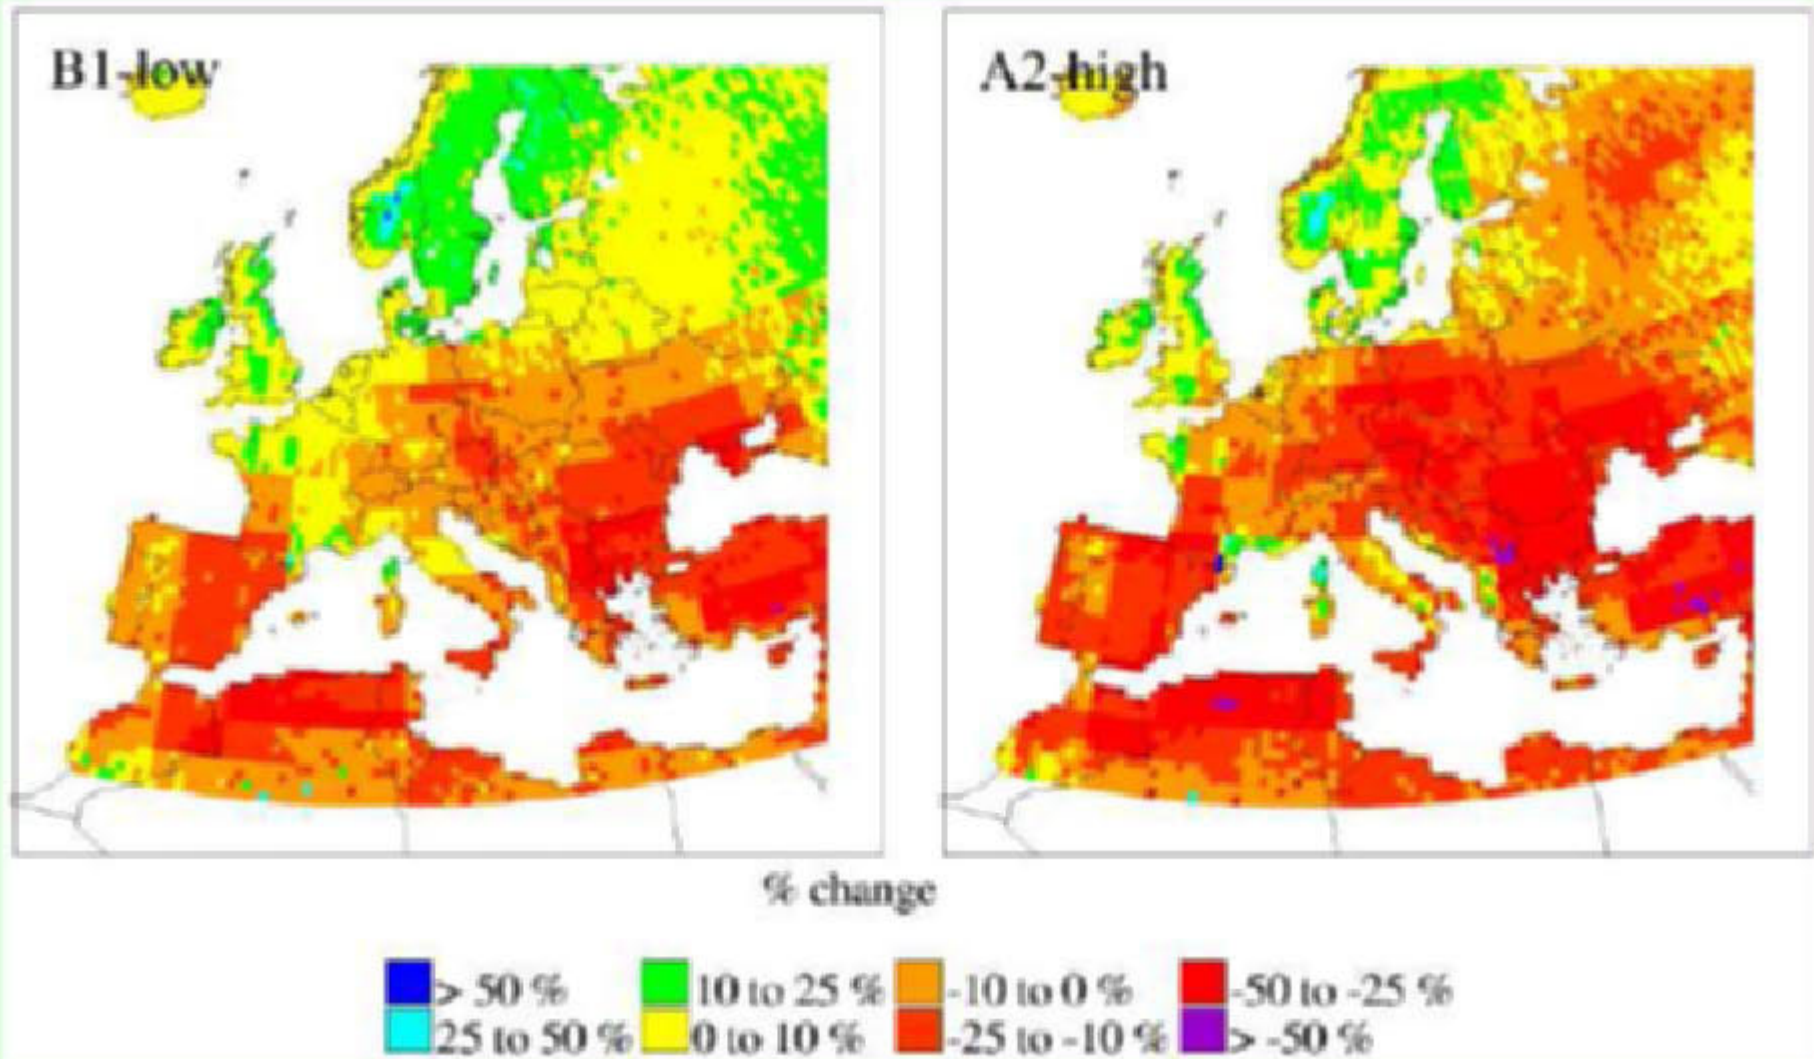 B1-low
A2-high
% change
> 50 %
10 to 25 %
-10 to 0 %
-50 to -25 %
25 to 50 %
0 to 10 %
-25 to -10 %
> -50 %